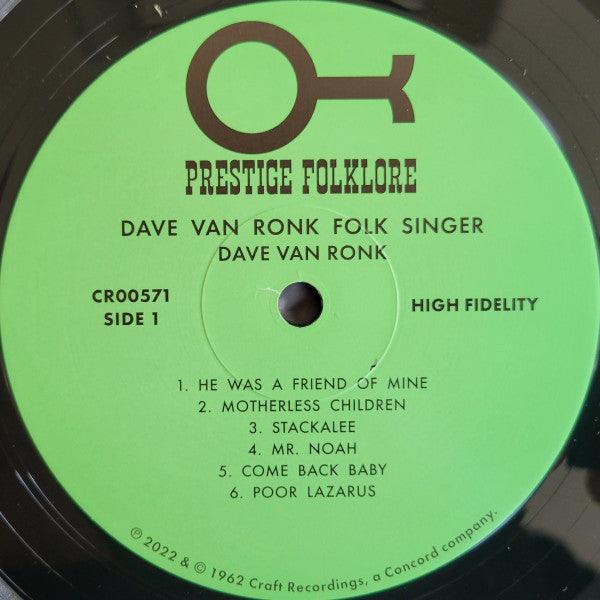 PRESTIGE FOLKLORE
DAVE VAN RONK FOLK SINGER
DAVE VAN RONK
CR00571
SIDE 1
HIGH FIDELITY
1. HE WAS A FRIEND OF MINE
2. MOTHERLESS CHILDREN
3. STACKALEE
4. MR. NOAH
5. COME BACK BABY
6. POOR LAZARUS
℗ 2022 & © 1962 Craft Recordings, a Concord company.